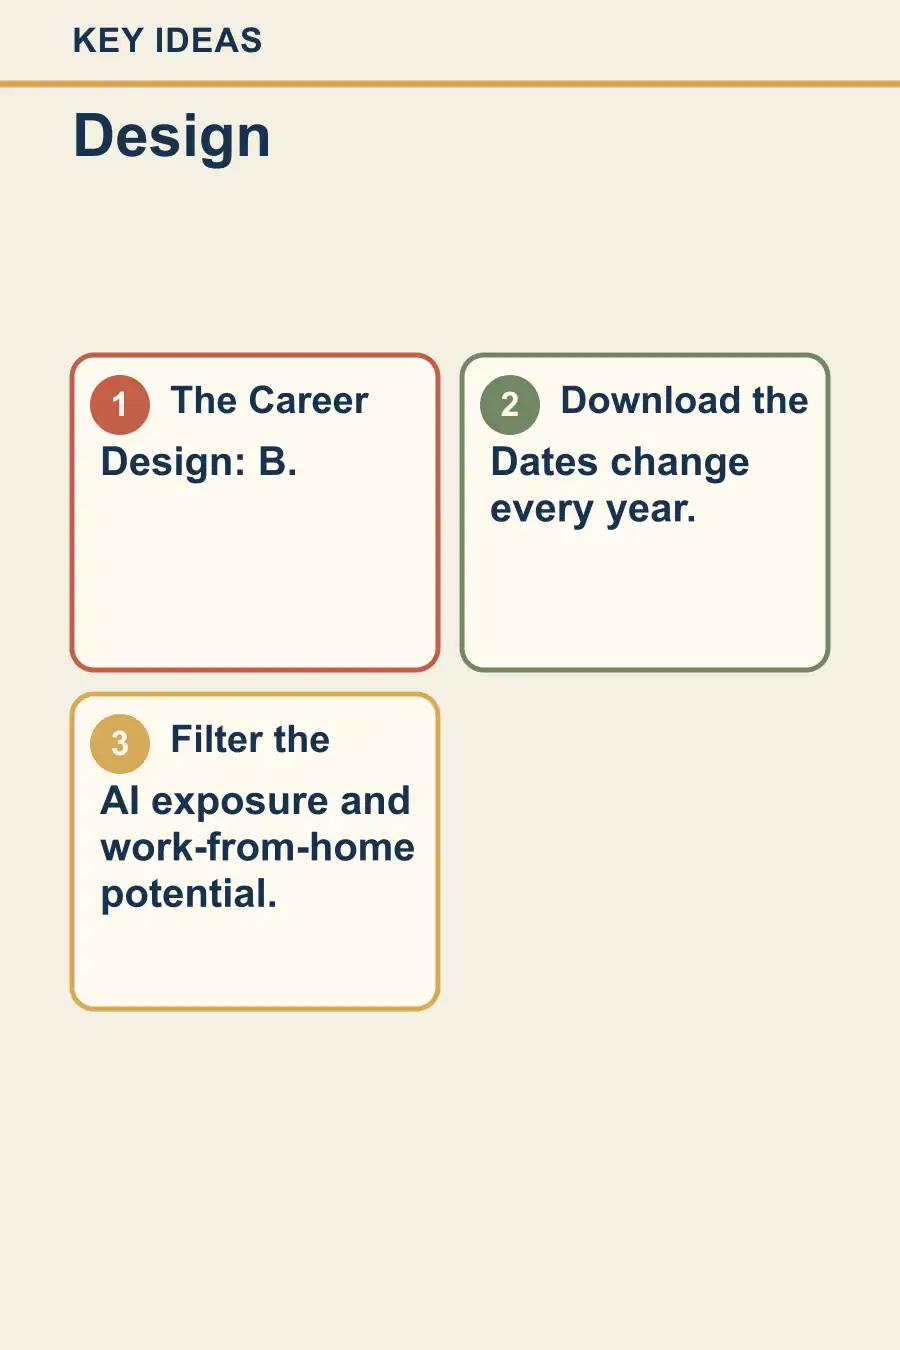 KEY IDEAS
Design
1 The Career
Design: B.
2 Download the
Dates change
every year.
3 Filter the
AI exposure and
work-from-home
potential.